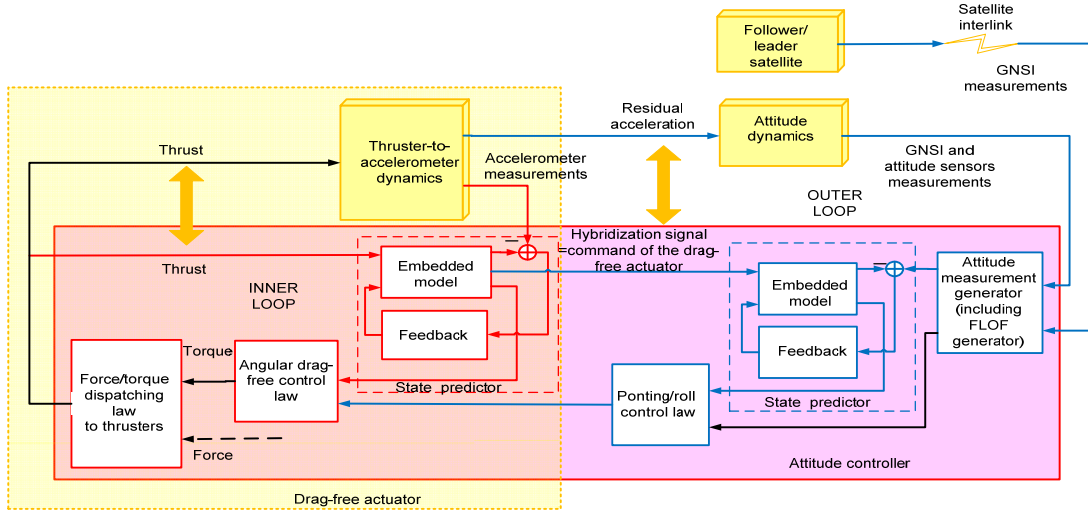 Satellite
interlink
Follower/
leader
satellite
GNSI
measurements
Residual
acceleration
Attitude
dynamics
Thrust
Thruster-to-
accelerometer
dynamics
Accelerometer
measurements
GNSI and
attitude sensors
measurements
OUTER
LOOP
Hybridization signal
=command of the drag-
free actuator
Thrust
INNER
LOOP
Embedded
model
Feedback
State predictor
Embedded
model
Feedback
State predictor
Attitude
measurement
generator
(including
FLOF
generator)
Torque
Angular drag-
free control
law
Force/torque
dispatching
law
to thrusters
Force
Ponting/roll
control law
Attitude controller
Drag-free actuator